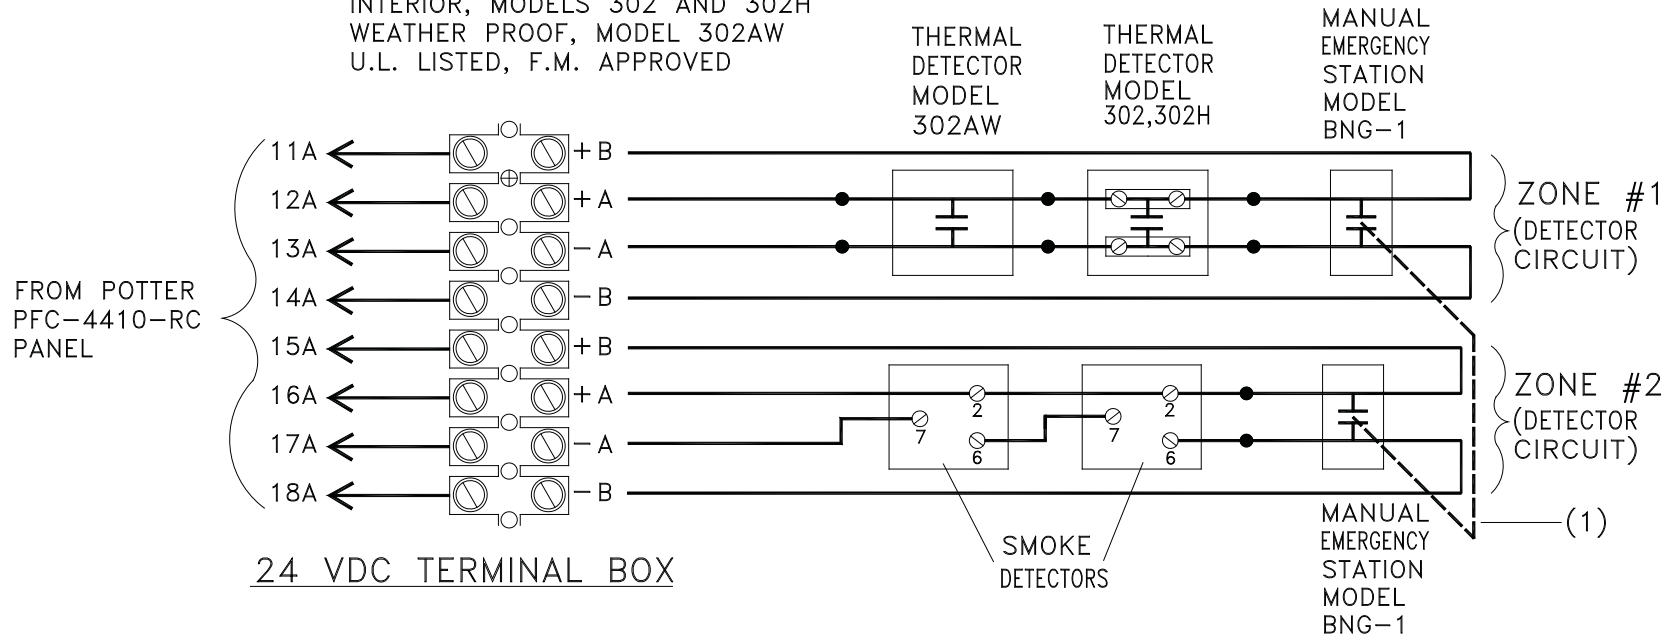 INTERIOR, MODELS 302 AND 302H
WEATHER PROOF, MODEL 302AW
U.L. LISTED, F.M. APPROVED
THERMAL
DETECTOR
MODEL
302AW
THERMAL
DETECTOR
MODEL
302,302H
MANUAL
EMERGENCY
STATION
MODEL
BNG-1
11A
+B
12A
+A
13A
-A
14A
-B
15A
+B
16A
+A
17A
-A
18A
-B
FROM POTTER
PFC-4410-RC
PANEL
ZONE #1
(DETECTOR
CIRCUIT)
2
7
6
2
7
6
ZONE #2
(DETECTOR
CIRCUIT)
SMOKE
DETECTORS
MANUAL
EMERGENCY
STATION
MODEL
BNG-1
(1)
24 VDC TERMINAL BOX